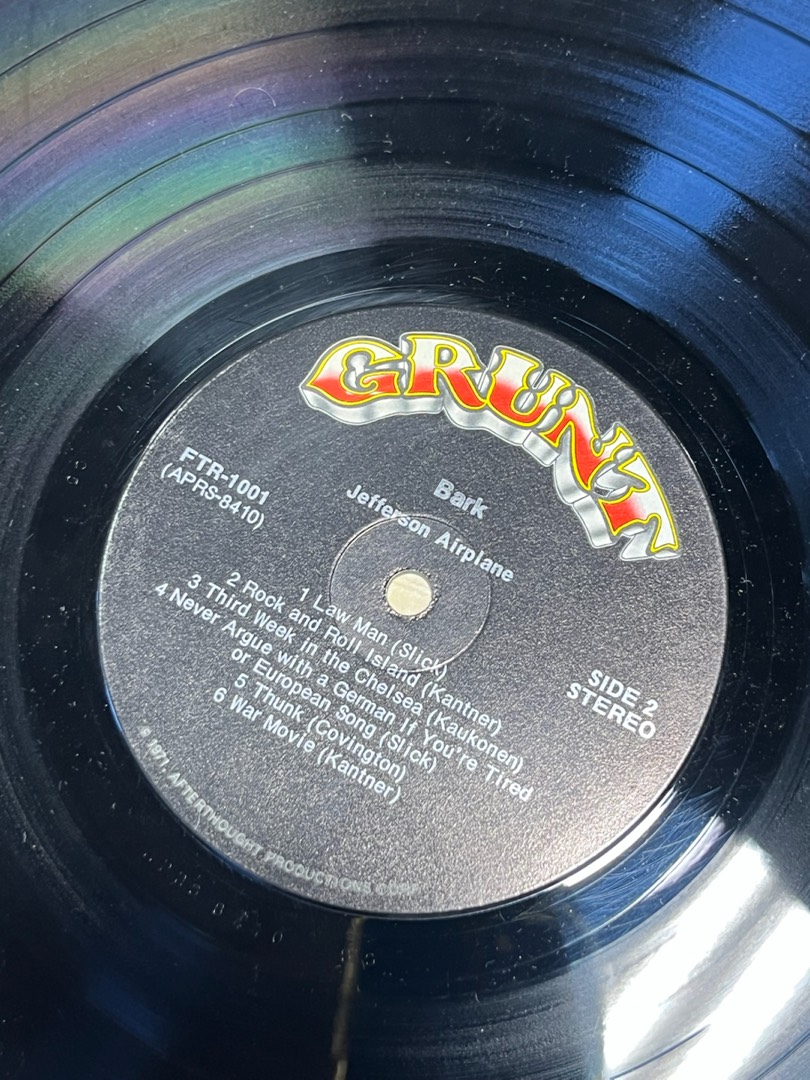 GRUNT
Bark
Jefferson Airplane
FTR-1001
(APRS-8410)
SIDE 2
STEREO
1 Law Man (Slick)
2 Rock and Roll Island (Kantner)
3 Third Week in the Chelsea (Kaukonen)
4 Never Argue with a German If You're Tired
or European Song (Slick)
5 Thunk (Covington)
6 War Movie (Kantner)
© 1971, AFTERTHOUGHT PRODUCTIONS CORP.